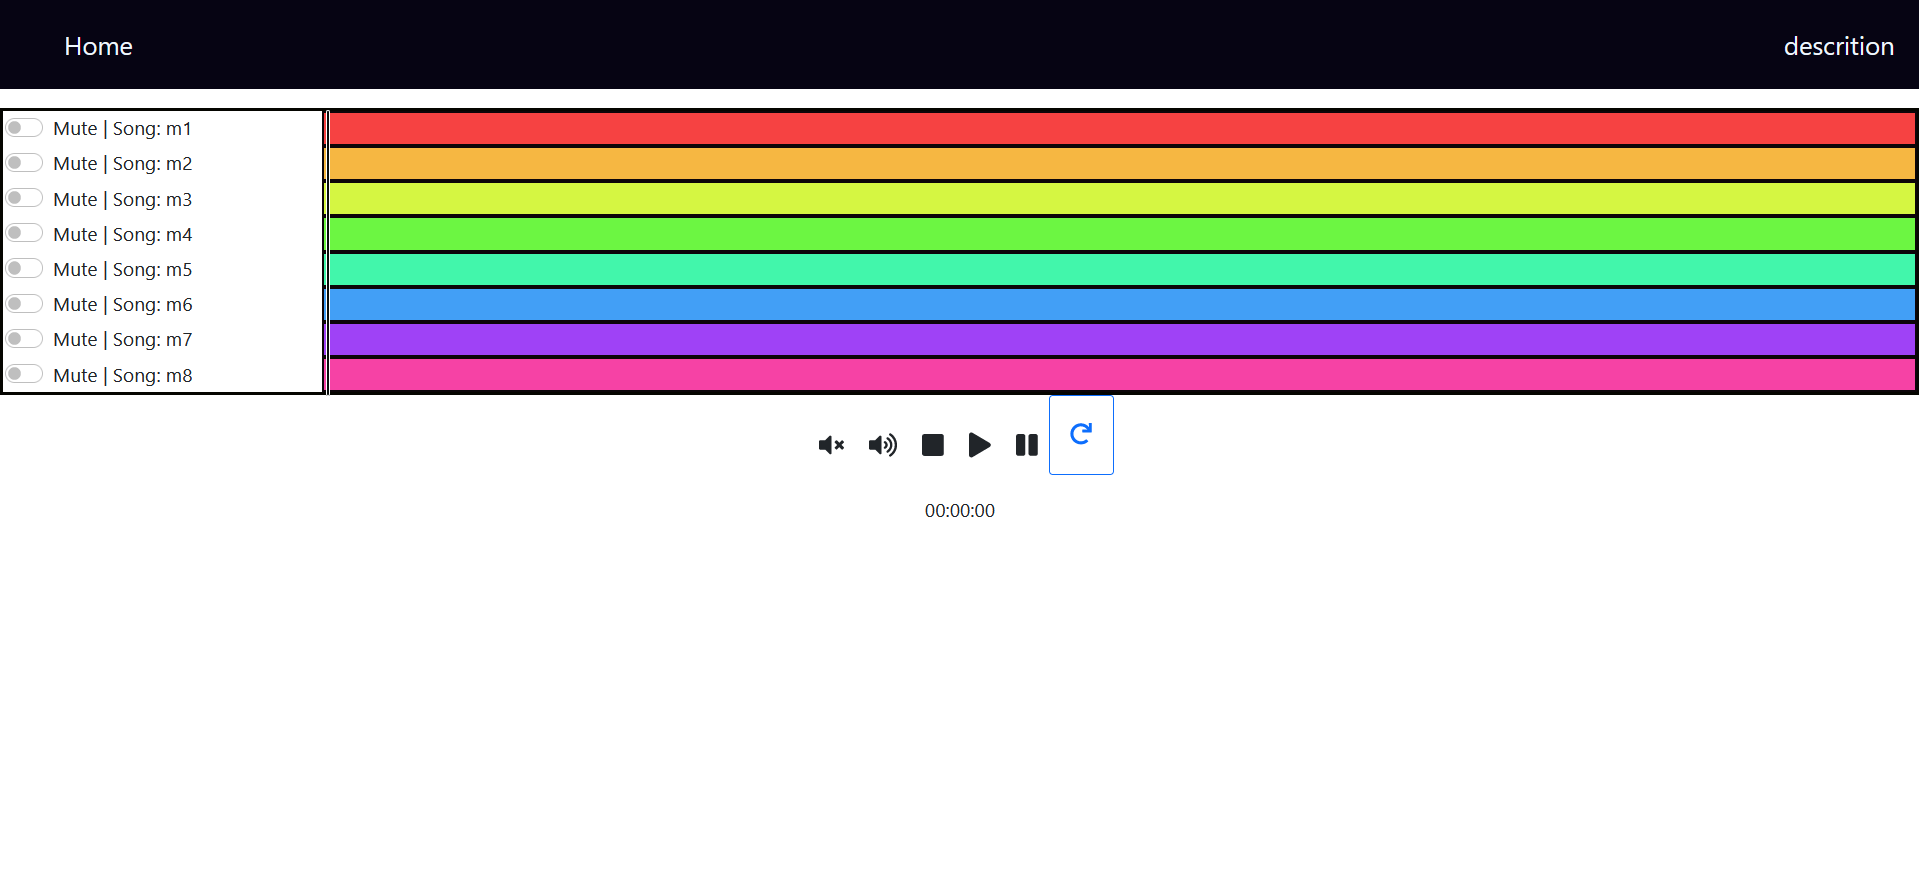 Home descrition
Mute | Song: m1
Mute | Song: m2
Mute | Song: m3
Mute | Song: m4
Mute | Song: m5
Mute | Song: m6
Mute | Song: m7
Mute | Song: m8
00:00:00